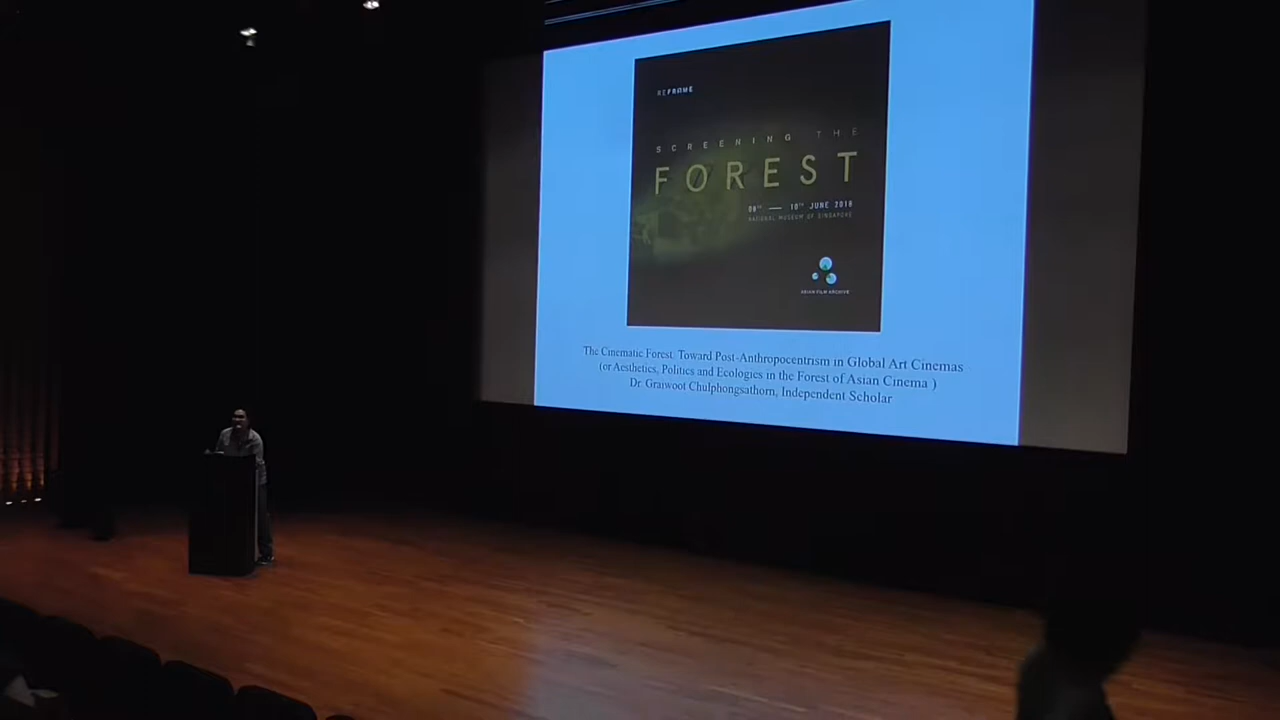 REFRAME
SCREENING THE
FOREST
08TH — 10TH JUNE 2018
NATIONAL MUSEUM OF SINGAPORE
ASIAN FILM ARCHIVE
The Cinematic Forest: Toward Post-Anthropocentrism in Global Art Cinemas
(or Aesthetics, Politics and Ecologies in the Forest of Asian Cinema )
Dr. Graiwoot Chulphongsathorn, Independent Scholar